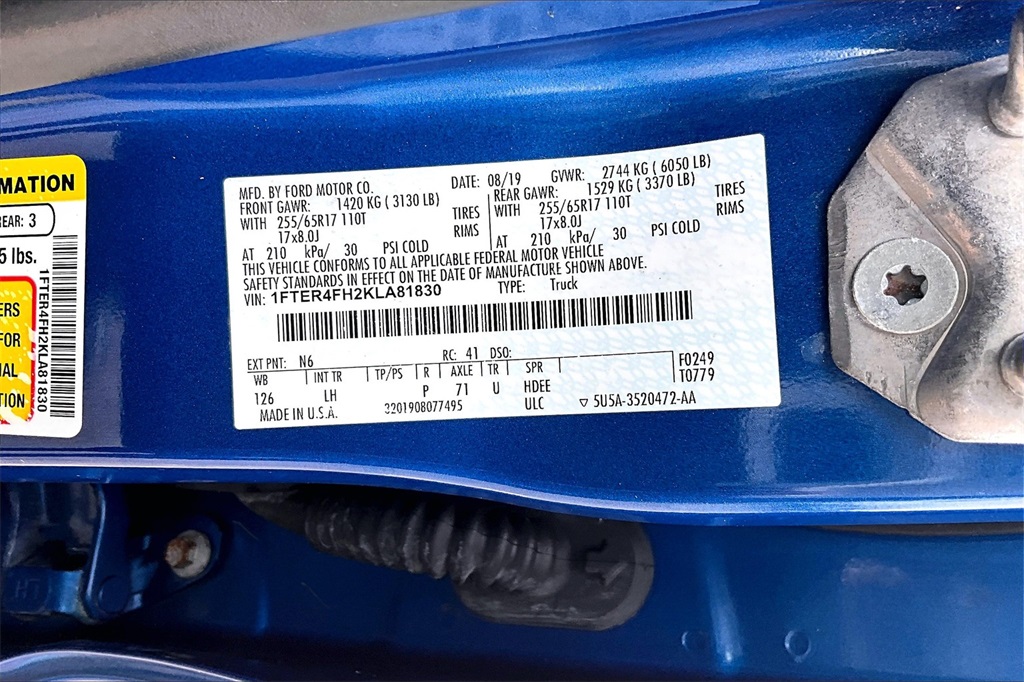 MATION
REAR: 3
5 lbs.
ERS
FOR
IAL
TION
1FTER4FH2KLA81830
MFD. BY FORD MOTOR CO. DATE: 08/19 GVWR: 2744 KG ( 6050 LB)
FRONT GAWR: 1420 KG ( 3130 LB) REAR GAWR: 1529 KG ( 3370 LB)
WITH 255/65R17 110T TIRES WITH 255/65R17 110T TIRES
17x8.0J RIMS 17x8.0J RIMS
AT 210 kPa/ 30 PSI COLD AT 210 kPa/ 30 PSI COLD
THIS VEHICLE CONFORMS TO ALL APPLICABLE FEDERAL MOTOR VEHICLE
SAFETY STANDARDS IN EFFECT ON THE DATE OF MANUFACTURE SHOWN ABOVE.
VIN: 1FTER4FH2KLA81830 TYPE: Truck
EXT PNT: N6 RC: 41 DSO: F0249
WB INT TR TP/PS R AXLE TR SPR T0779
126 LH P 71 U HDEE
MADE IN U.S.A. 3201908077495 ULC ▽ 5U5A-3520472-AA